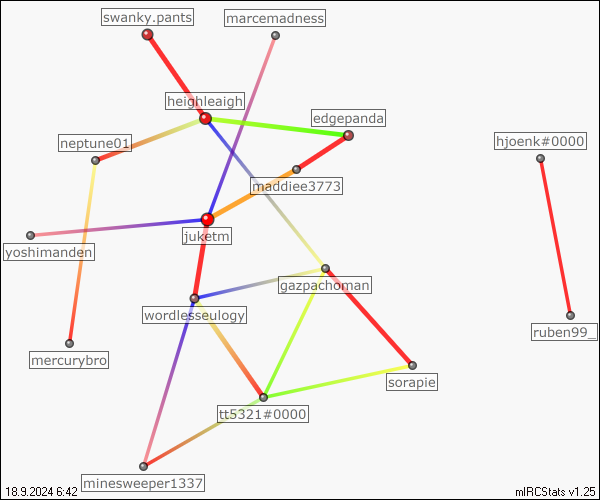 swanky.pants
marcemadness
heighleaigh
edgepanda
neptune01
hjoenk#0000
maddiee3773
juketm
yoshimanden
gazpachoman
wordlesseulogy
ruben99_
mercurybro
sorapie
tt5321#0000
minesweeper1337
18.9.2024 6:42
mIRCStats v1.25